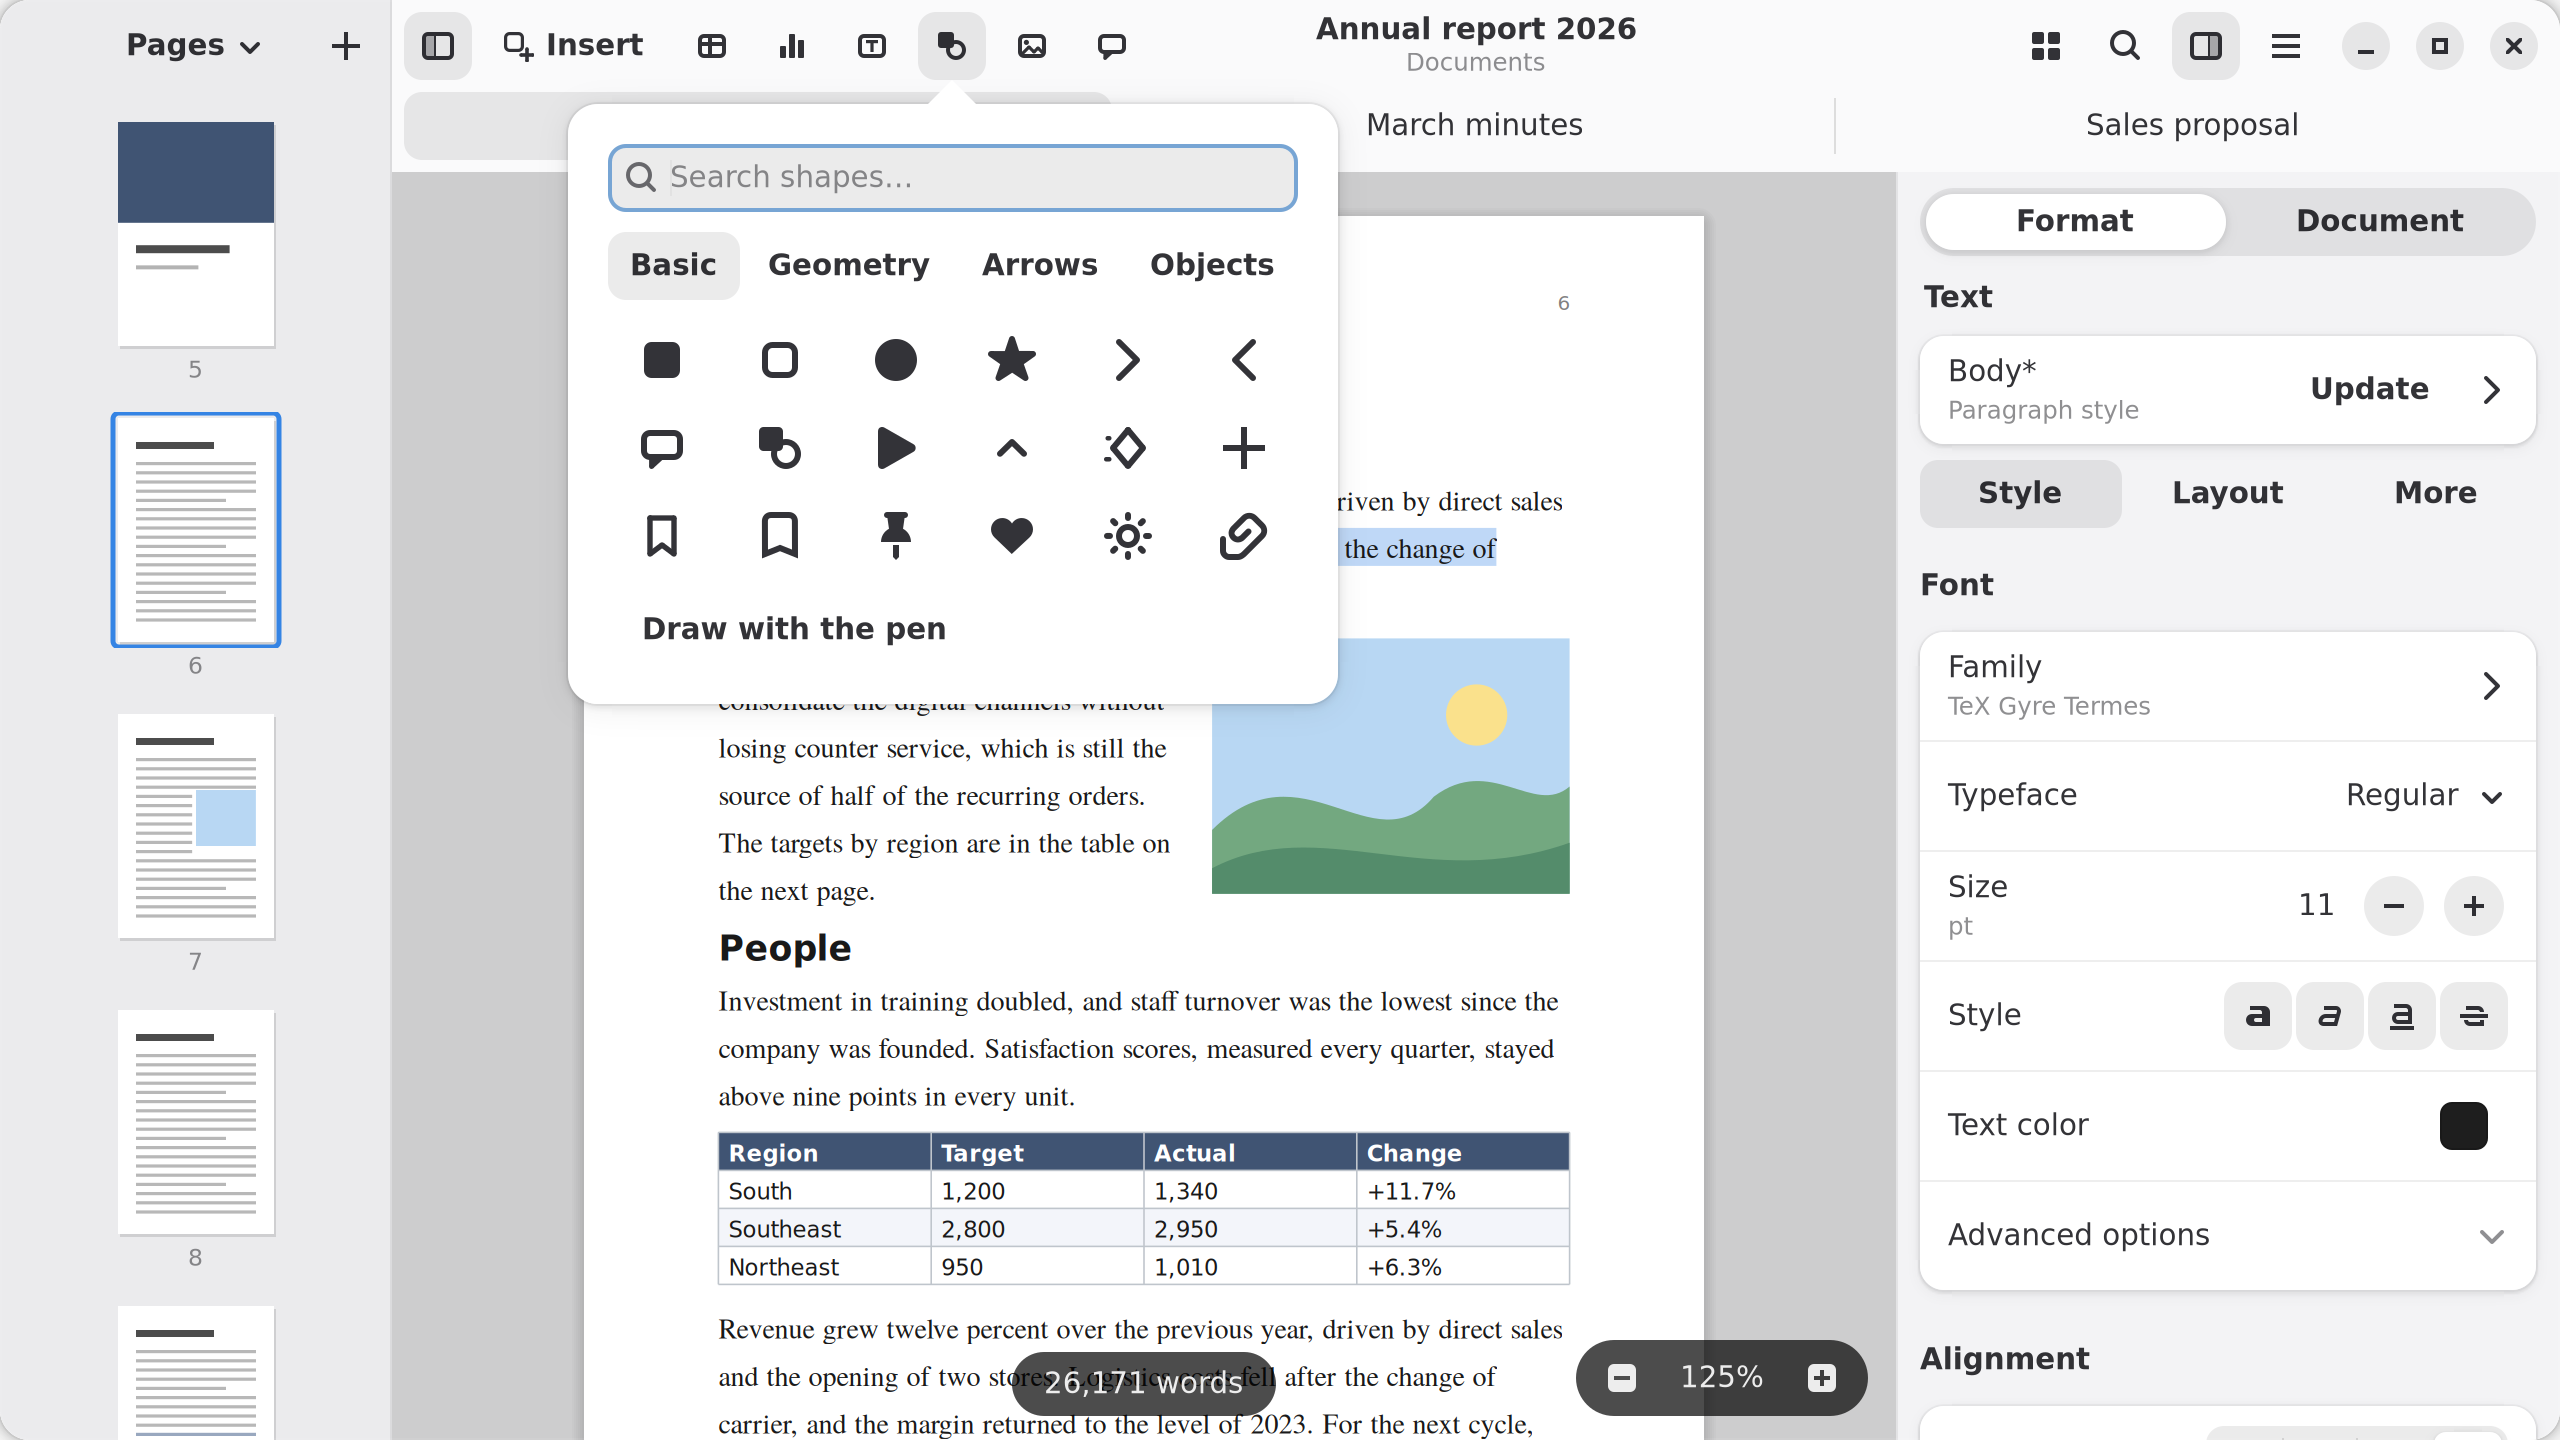 Pages
Insert
Annual report 2026
Documents
March minutes
Sales proposal
Search shapes...
Basic
Geometry
Arrows
Objects
Draw with the pen
5
6
7
8
6
riven by direct sales
the change of
consolidate the digital channels without
losing counter service, which is still the
source of half of the recurring orders.
The targets by region are in the table on
the next page.
People
Investment in training doubled, and staff turnover was the lowest since the
company was founded. Satisfaction scores, measured every quarter, stayed
above nine points in every unit.
Region Target Actual Change
South 1,200 1,340 +11.7%
Southeast 2,800 2,950 +5.4%
Northeast 950 1,010 +6.3%
Revenue grew twelve percent over the previous year, driven by direct sales
and the opening of two stores. Logistics costs fell after the change of
carrier, and the margin returned to the level of 2023. For the next cycle,
26,171 words
125%
Format
Document
Text
Body*
Paragraph style
Update
Style
Layout
More
Font
Family
TeX Gyre Termes
Typeface
Regular
Size
pt
11
Style
a a a S
Text color
Advanced options
Alignment